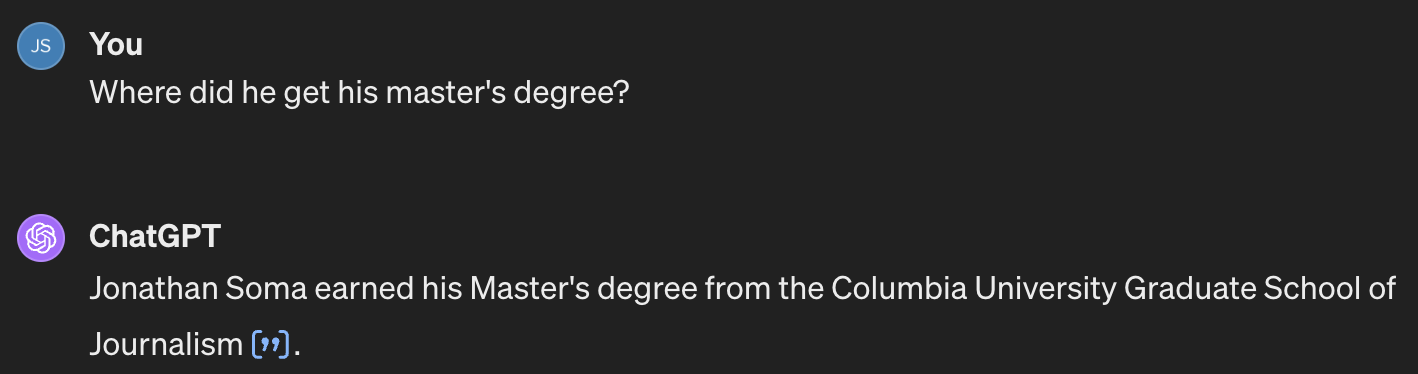 JS
You
Where did he get his master's degree?
ChatGPT
Jonathan Soma earned his Master's degree from the Columbia University Graduate School of
Journalism [”].